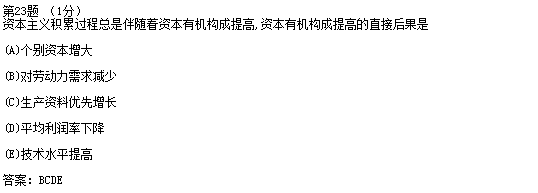 第23题 （1分）
资本主义积累过程总是伴随着资本有机构成提高,资本有机构成提高的直接后果是
(A)个别资本增大
(B)对劳动力需求减少
(C)生产资料优先增长
(D)平均利润率下降
(E)技术水平提高
答案：BCDE